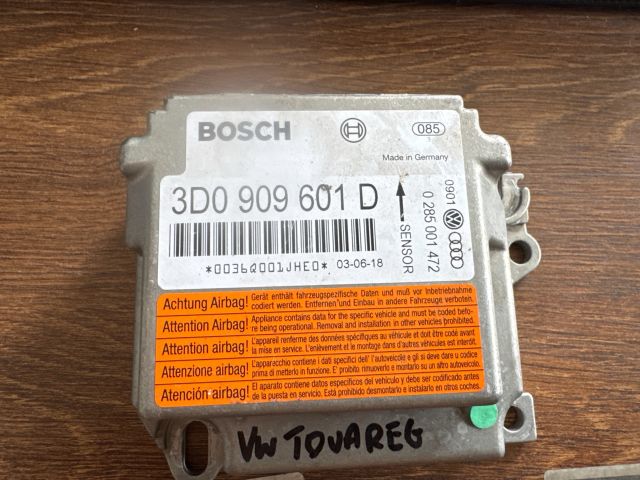 BOSCH
085
Made in Germany
3D0 909 601 D
*0036Q001JHE0* 03-06-18
SENSOR
0 285 001 472
0901
Achtung Airbag! Gerät enthält fahrzeugspezifische Daten und muß vor Inbetriebnahme
codiert werden. Entfernen und Einbau in andere Fahrzeuge verboten.
Attention Airbag! Appliance contains data for the specific vehicle and must be coded befo-
re being operational. Removal and installation in other vehicles prohibited.
Attention airbag! L'appareil renferme des données spécifiques au véhicule et doit être codé avant
la mise en service. L'enlèvement et le montage dans d'autres véhicules est interdit.
Attenzione airbag! L'apparecchio contiene i dati specifici dell' l'autoveicolo e gli si deve dare u codice
prima di metterlo in funzione. E' proibito rimuoverlo e montarlo su un altro autoveicolo.
Atención airbag! El aparato contiene datos específicos del vehículo y debe ser codificado antes
de la puesta en servicio. Está prohibido desmontarlo e instalarlo en otros coches.
VW TOUAREG